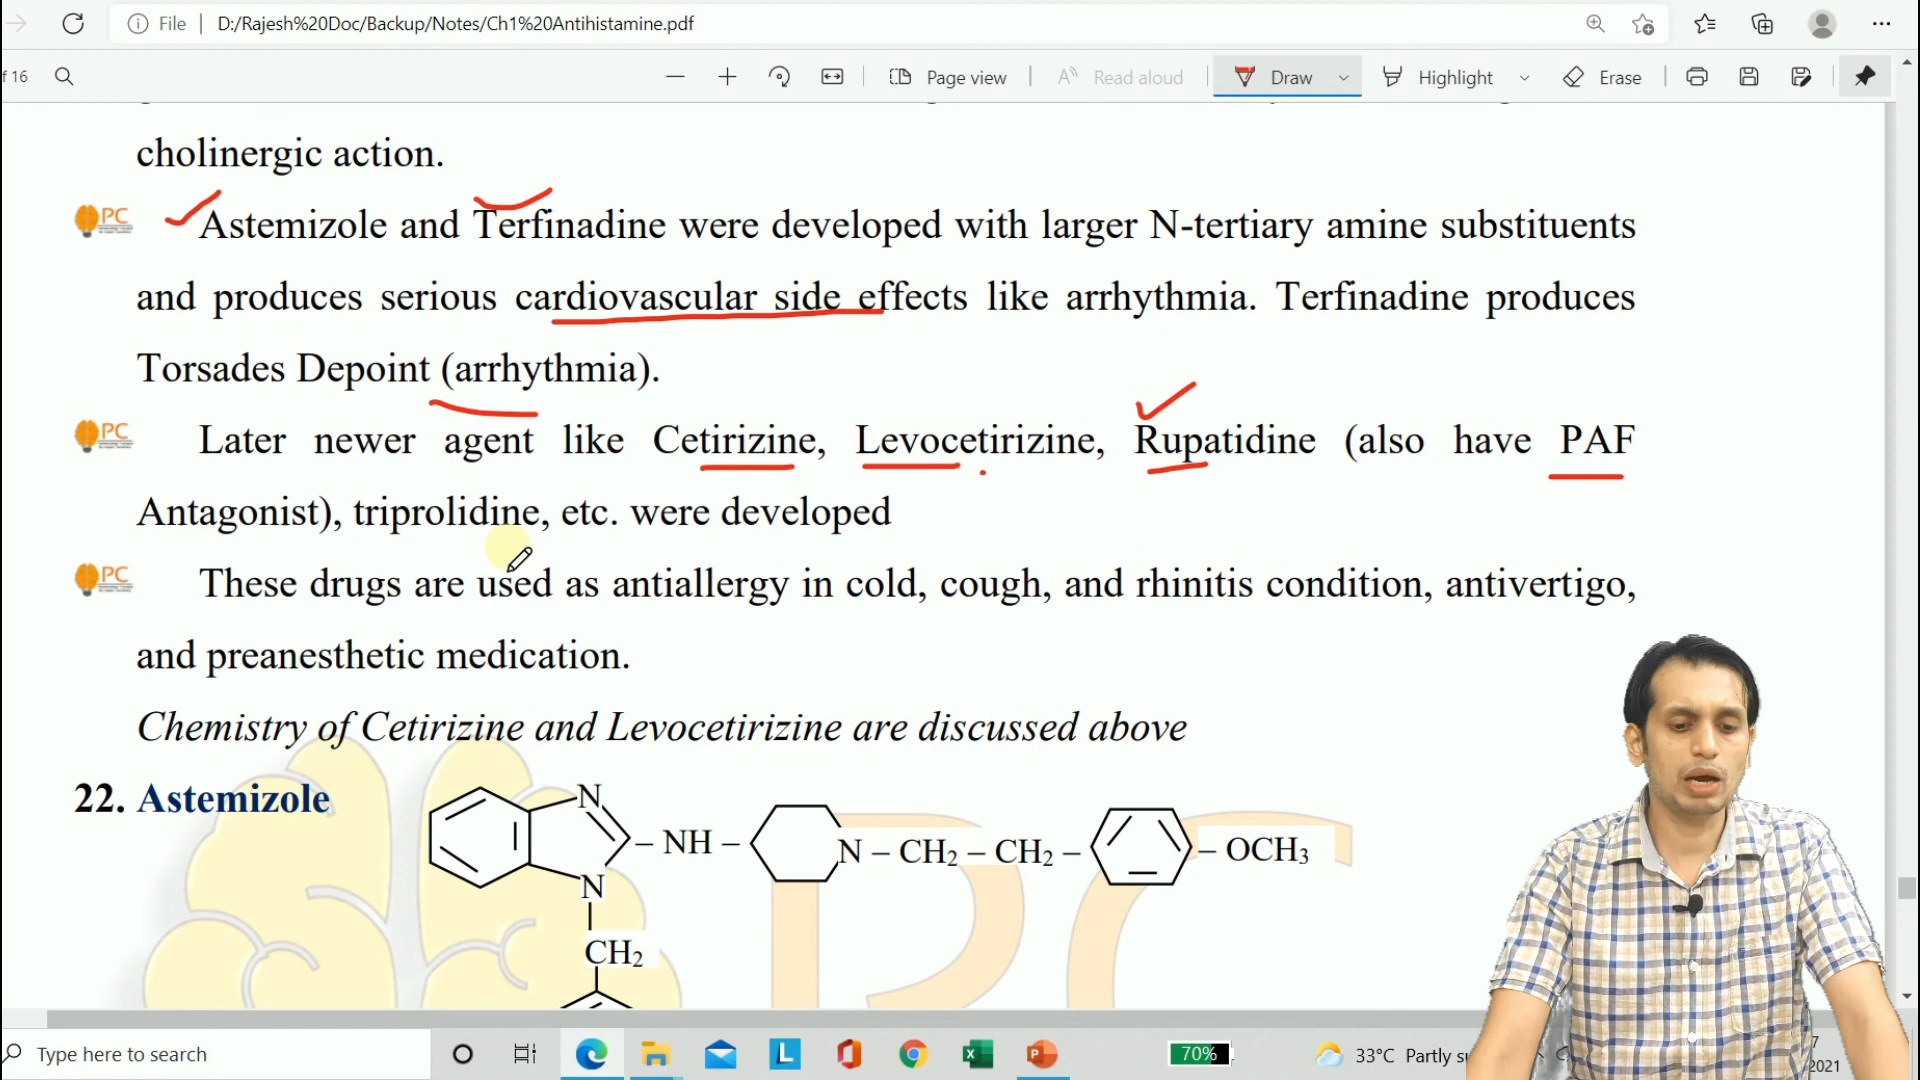 File | D:/Rajesh%20Doc/Backup/Notes/Ch1%20Antihistamine.pdf
f 16 Page view Read aloud Draw Highlight Erase
cholinergic action.
PC Astemizole and Terfinadine were developed with larger N-tertiary amine substituents
and produces serious cardiovascular side effects like arrhythmia. Terfinadine produces
Torsades Depoint (arrhythmia).
PC Later newer agent like Cetirizine, Levocetirizine, Rupatidine (also have PAF
Antagonist), triprolidine, etc. were developed
PC These drugs are used as antiallergy in cold, cough, and rhinitis condition, antivertigo,
and preanesthetic medication.
Chemistry of Cetirizine and Levocetirizine are discussed above
22. Astemizole
N
– NH – N – CH2 – CH2 – – OCH3
N
CH2
Type here to search 70% 33°C Partly su
2021